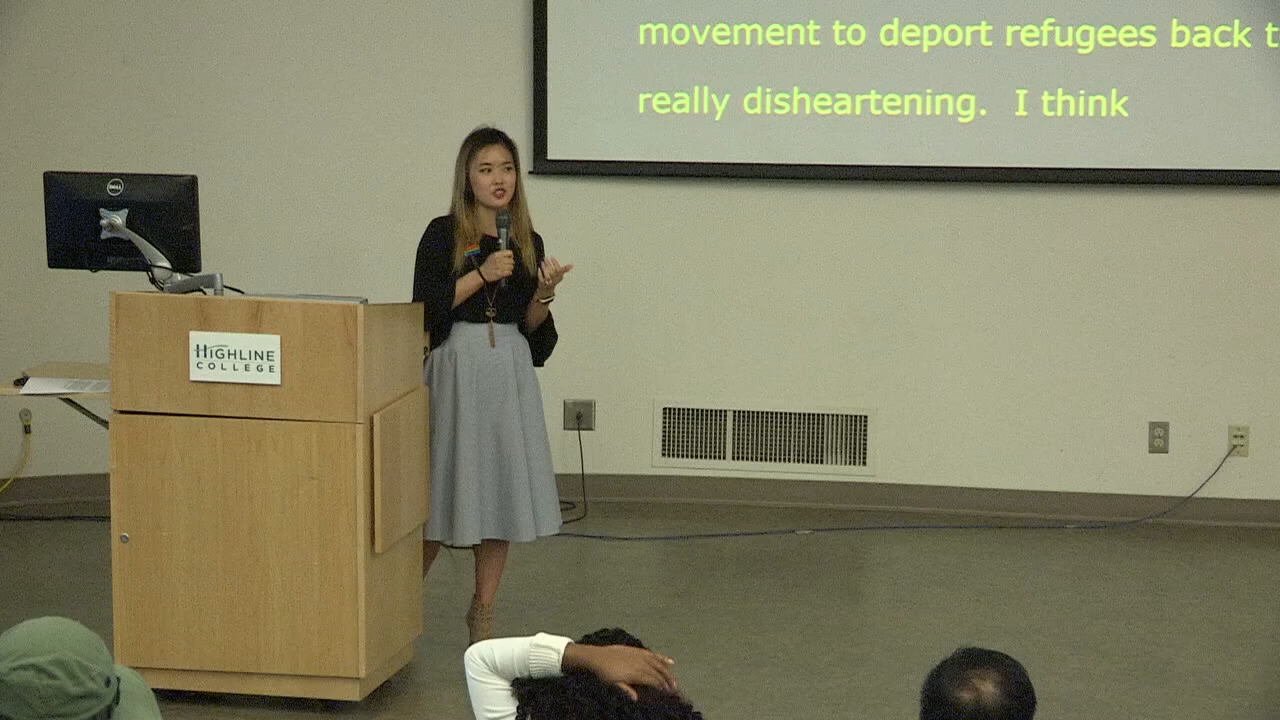 movement to deport refugees back t
really disheartening.  I think
DELL
HIGHLINE
COLLEGE